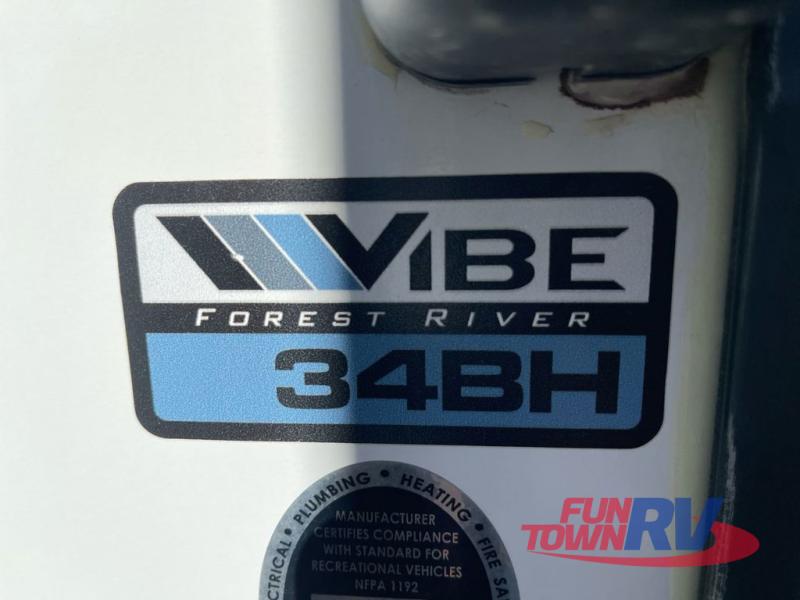 VIBE
FOREST RIVER
34BH
PLUMBING • HEATING •
MANUFACTURER
CERTIFIES COMPLIANCE
WITH STANDARD FOR
RECREATIONAL VEHICLES
NFPA 1192
FUN
TOWN RV